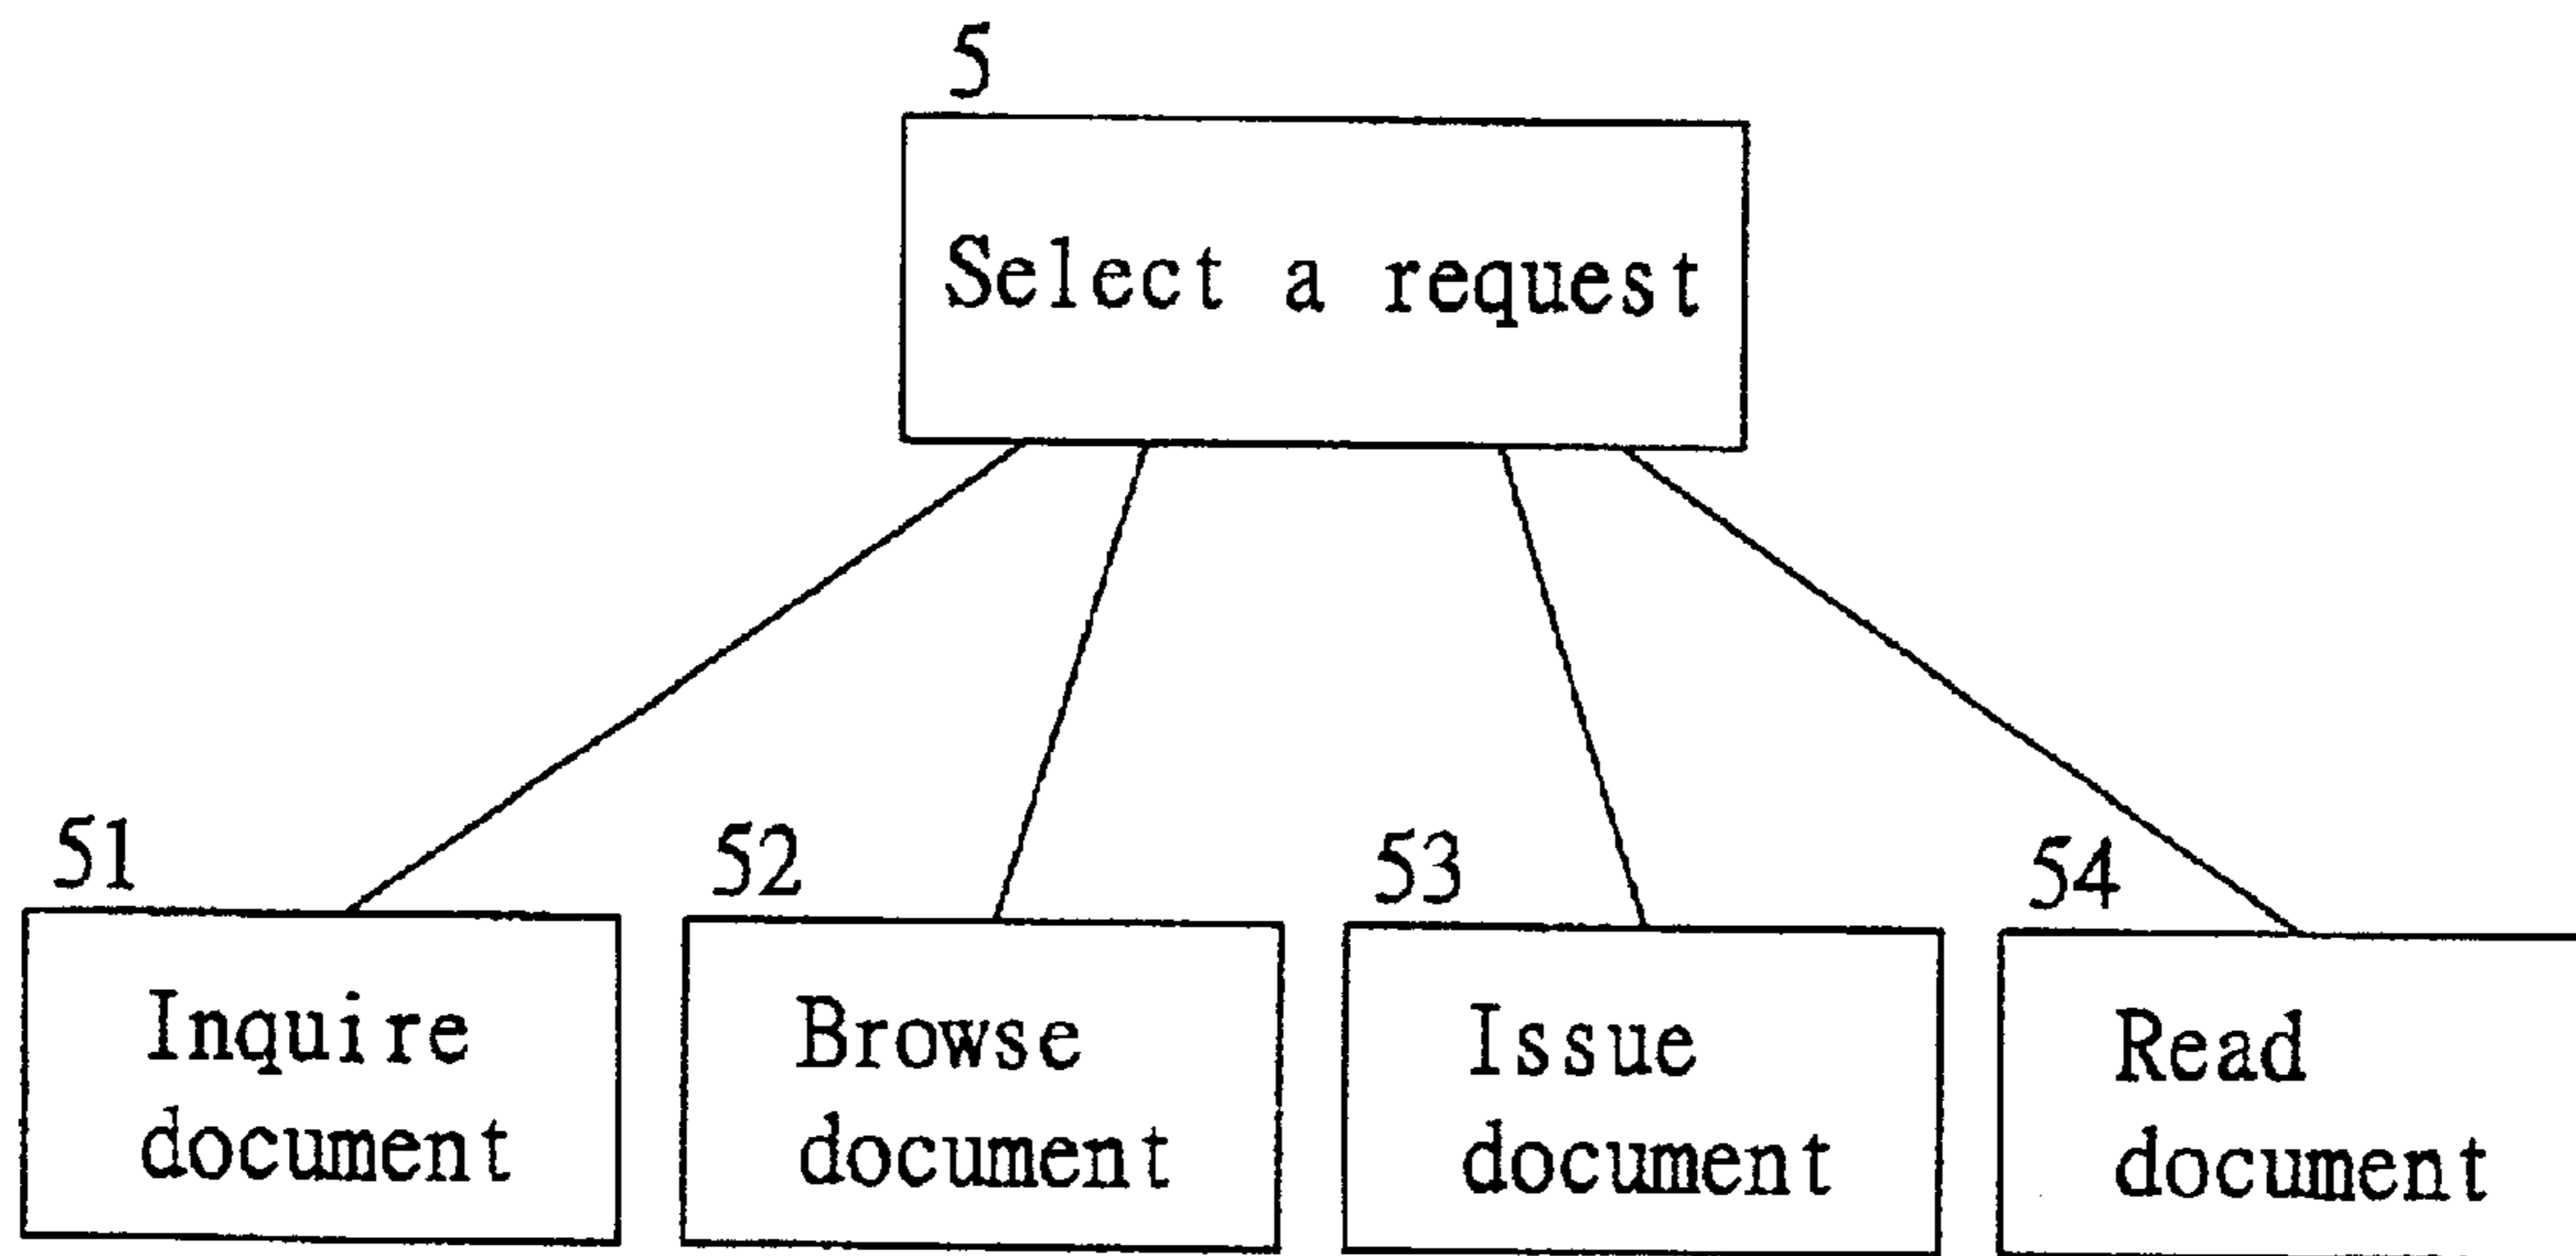 5
Select a request
51
52
53
54
Inquire
document
Browse
document
Issue
document
Read
document